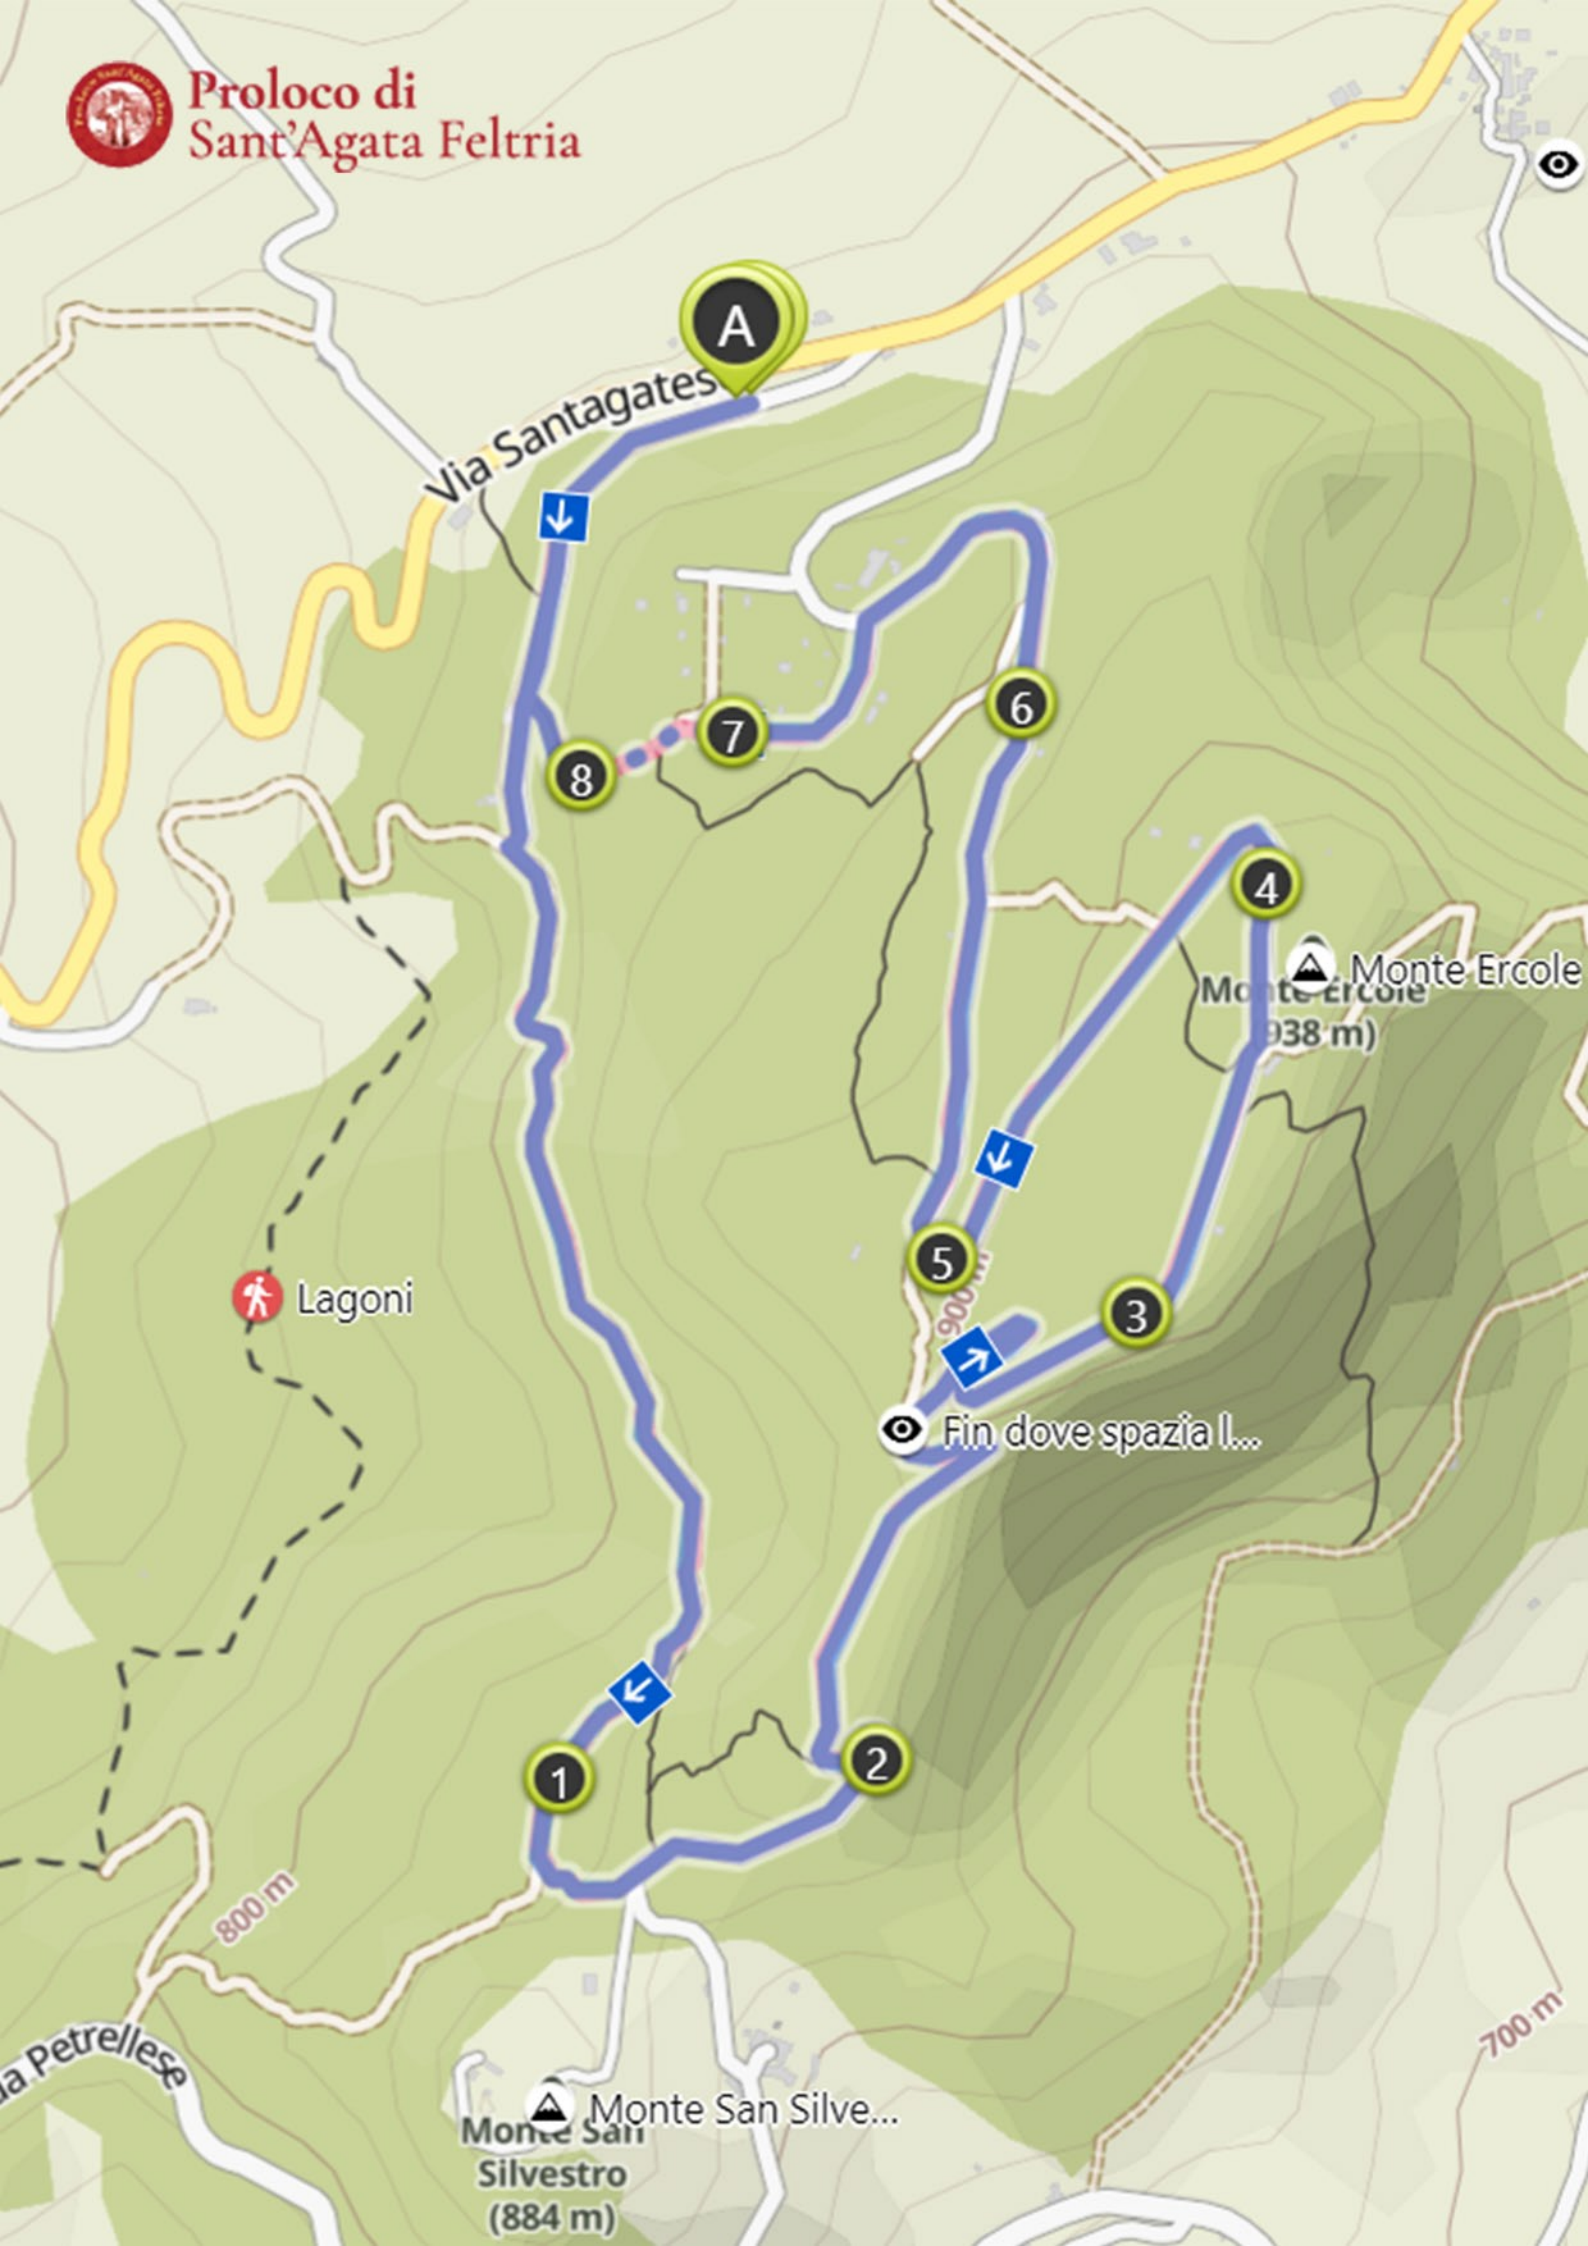 Proloco di
Sant'Agata Feltria
A
Via Santagates
7
6
8
4
Monte Ercole
Monte Ercole
938 m)
5
900 m
3
Lagoni
Fin dove spazia l...
1
2
800 m
700 m
Petrellese
Monte San Silve...
Monte San
Silvestro
(884 m)